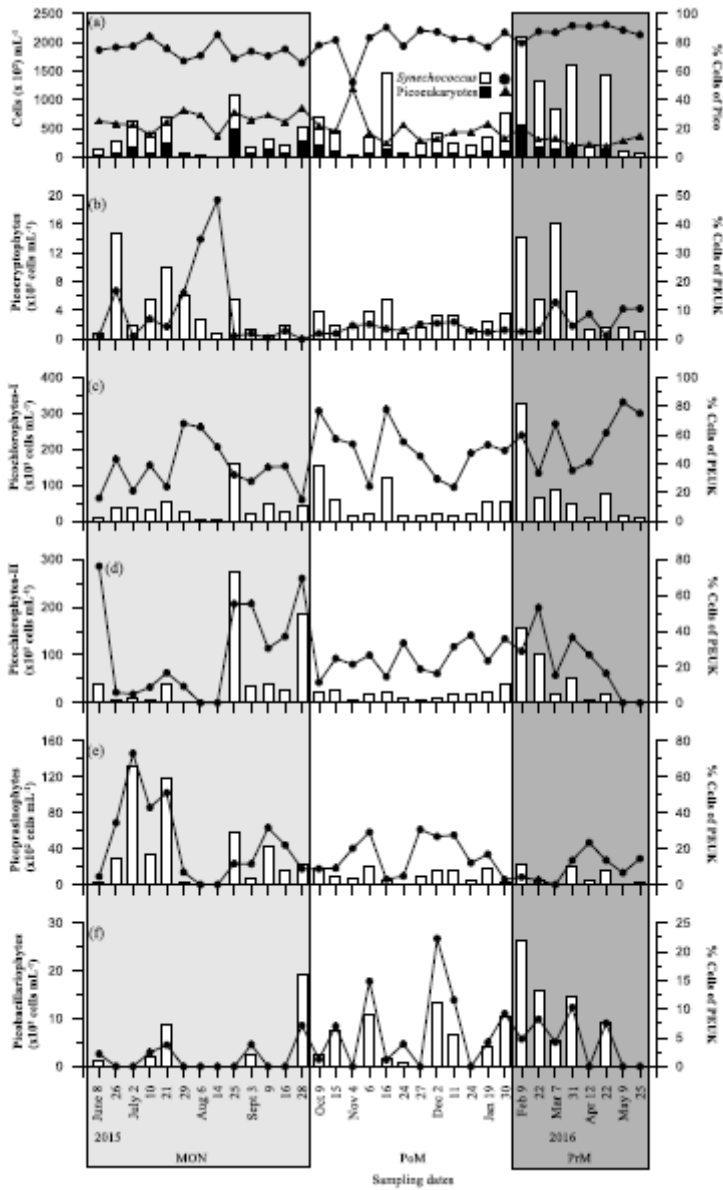 (a)
Cells (x 10³) mL⁻¹
2500
2000
1500
1000
500
0
Synechococcus
Picoeukaryotes
100
80
60
40
20
0
% Cells of Pico
(b)
Picocryptophytes
(x10² cells mL⁻¹)
20
16
12
8
4
0
50
40
30
20
10
0
% Cells of PEUK
(c)
Picochlorophytes-I
(x10² cells mL⁻¹)
400
300
200
100
0
100
80
60
40
20
0
% Cells of PEUK
(d)
Picochlorophytes-II
(x10² cells mL⁻¹)
300
200
100
0
80
60
40
20
0
% Cells of PEUK
(e)
Picoprasinophytes
(x10² cells mL⁻¹)
160
120
80
40
0
80
60
40
20
0
% Cells of PEUK
(f)
Picobacillariophytes
(x10² cells mL⁻¹)
30
20
10
0
25
20
15
10
5
0
% Cells of PEUK
June 8
26
July 2
10
21
29
Aug 6
14
25
Sept 3
9
16
28
Oct 9
15
Nov 4
6
16
24
27
Dec 2
11
24
Jan 19
30
Feb 9
22
Mar 7
31
Apr 12
22
May 9
25
2015
2016
MON
PoM
PrM
Sampling dates